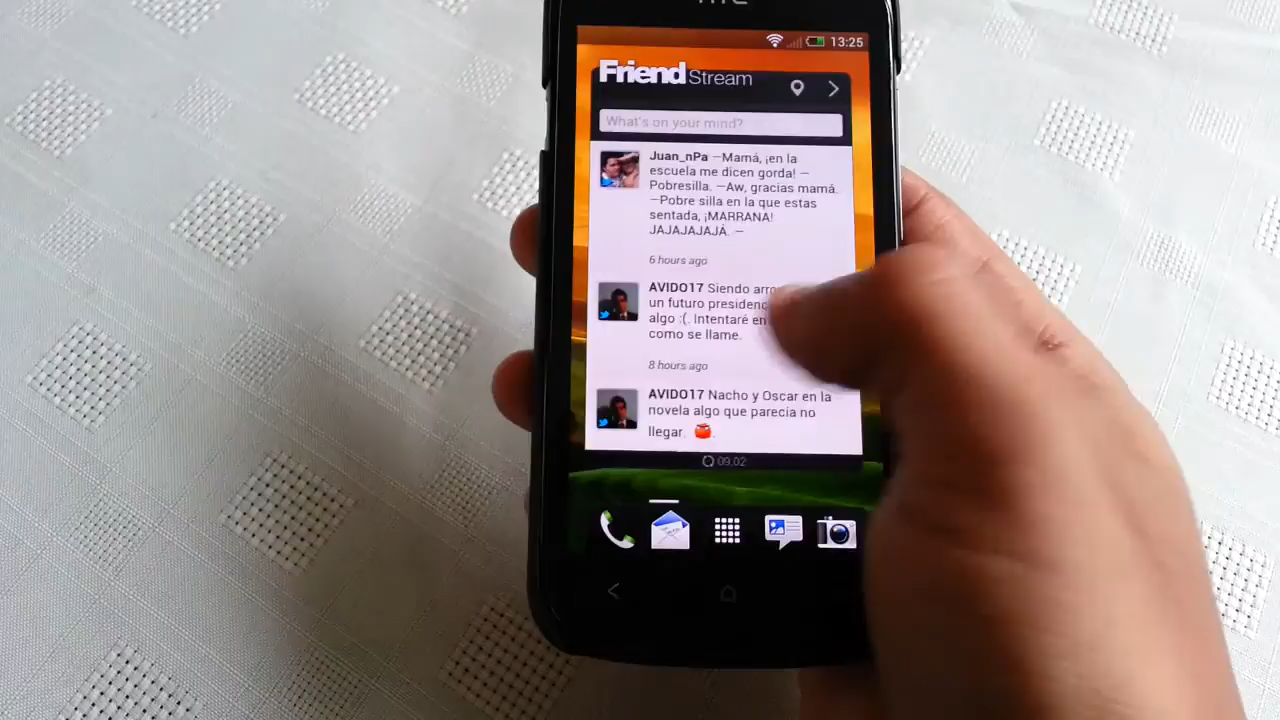 13:25
Friend Stream
What's on your mind?
Juan_nPa —Mamá, ¡en la
escuela me dicen gorda! —
Pobresilla. —Aw, gracias mamá.
—Pobre silla en la que estas
sentada, ¡MARRANA!
JAJAJAJAJÁ. —
6 hours ago
AVIDO17 Siendo
un futuro
algo :(. Intentaré
como se llame.
8 hours ago
AVIDO17 Nacho y Oscar en la
novela algo que parecia no
llegar.
09:02